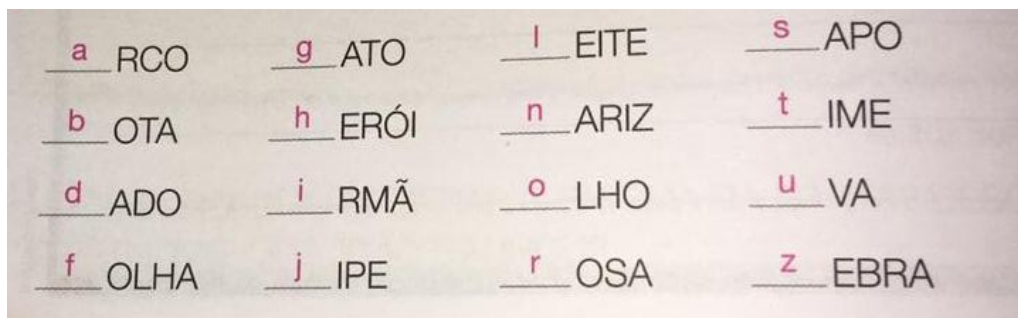 a RCO g ATO l EITE s APO
b OTA h ERÓI n ARIZ t IME
d ADO i RMÃ o LHO u VA
f OLHA j IPE r OSA z EBRA